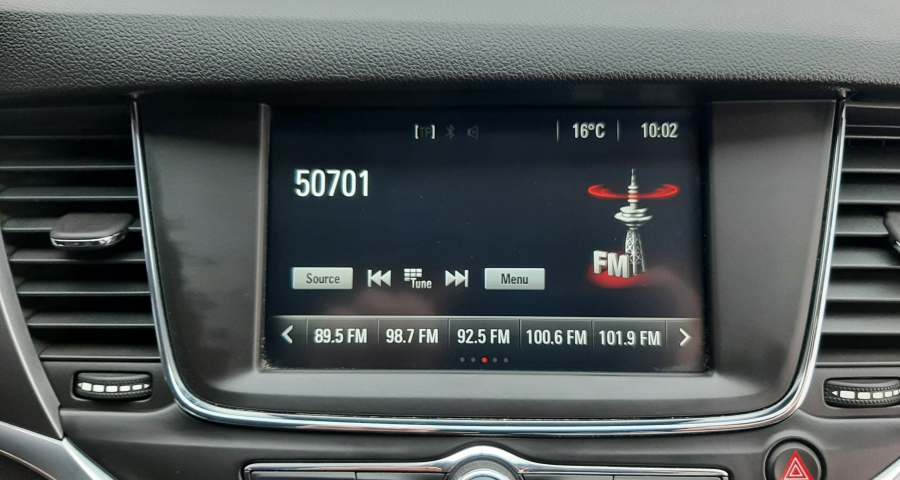 [TP] 16°C 10:02
50701
FM
Source Tune Menu
89.5 FM 98.7 FM 92.5 FM 100.6 FM 101.9 FM